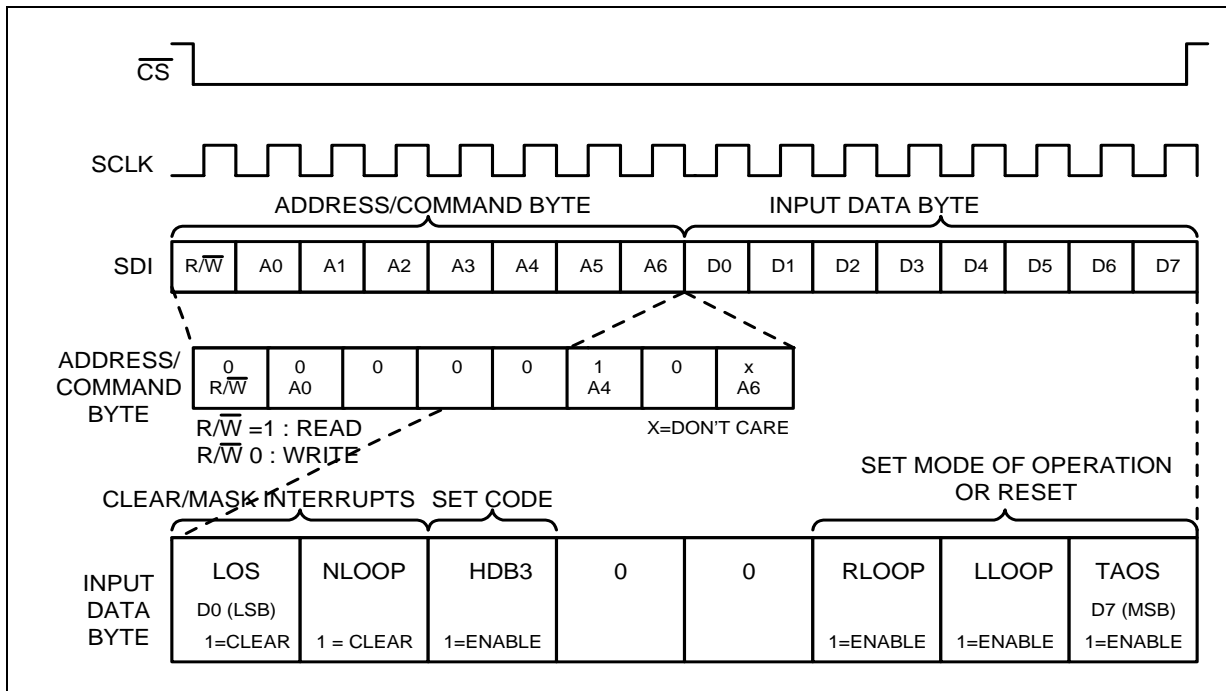 CS
SCLK
ADDRESS/COMMAND BYTE INPUT DATA BYTE
SDI R/W A0 A1 A2 A3 A4 A5 A6 D0 D1 D2 D3 D4 D5 D6 D7
ADDRESS/
COMMAND
BYTE
0 0 0 0 0 1 0 x
R/W A0 A4 A6
R/W =1 : READ
R/W 0 : WRITE
X=DON'T CARE
SET MODE OF OPERATION
OR RESET
CLEAR/MASK INTERRUPTS SET CODE
INPUT
DATA
BYTE
LOS NLOOP HDB3 0 0 RLOOP LLOOP TAOS
D0 (LSB) D7 (MSB)
1=CLEAR 1 = CLEAR 1=ENABLE 1=ENABLE 1=ENABLE 1=ENABLE